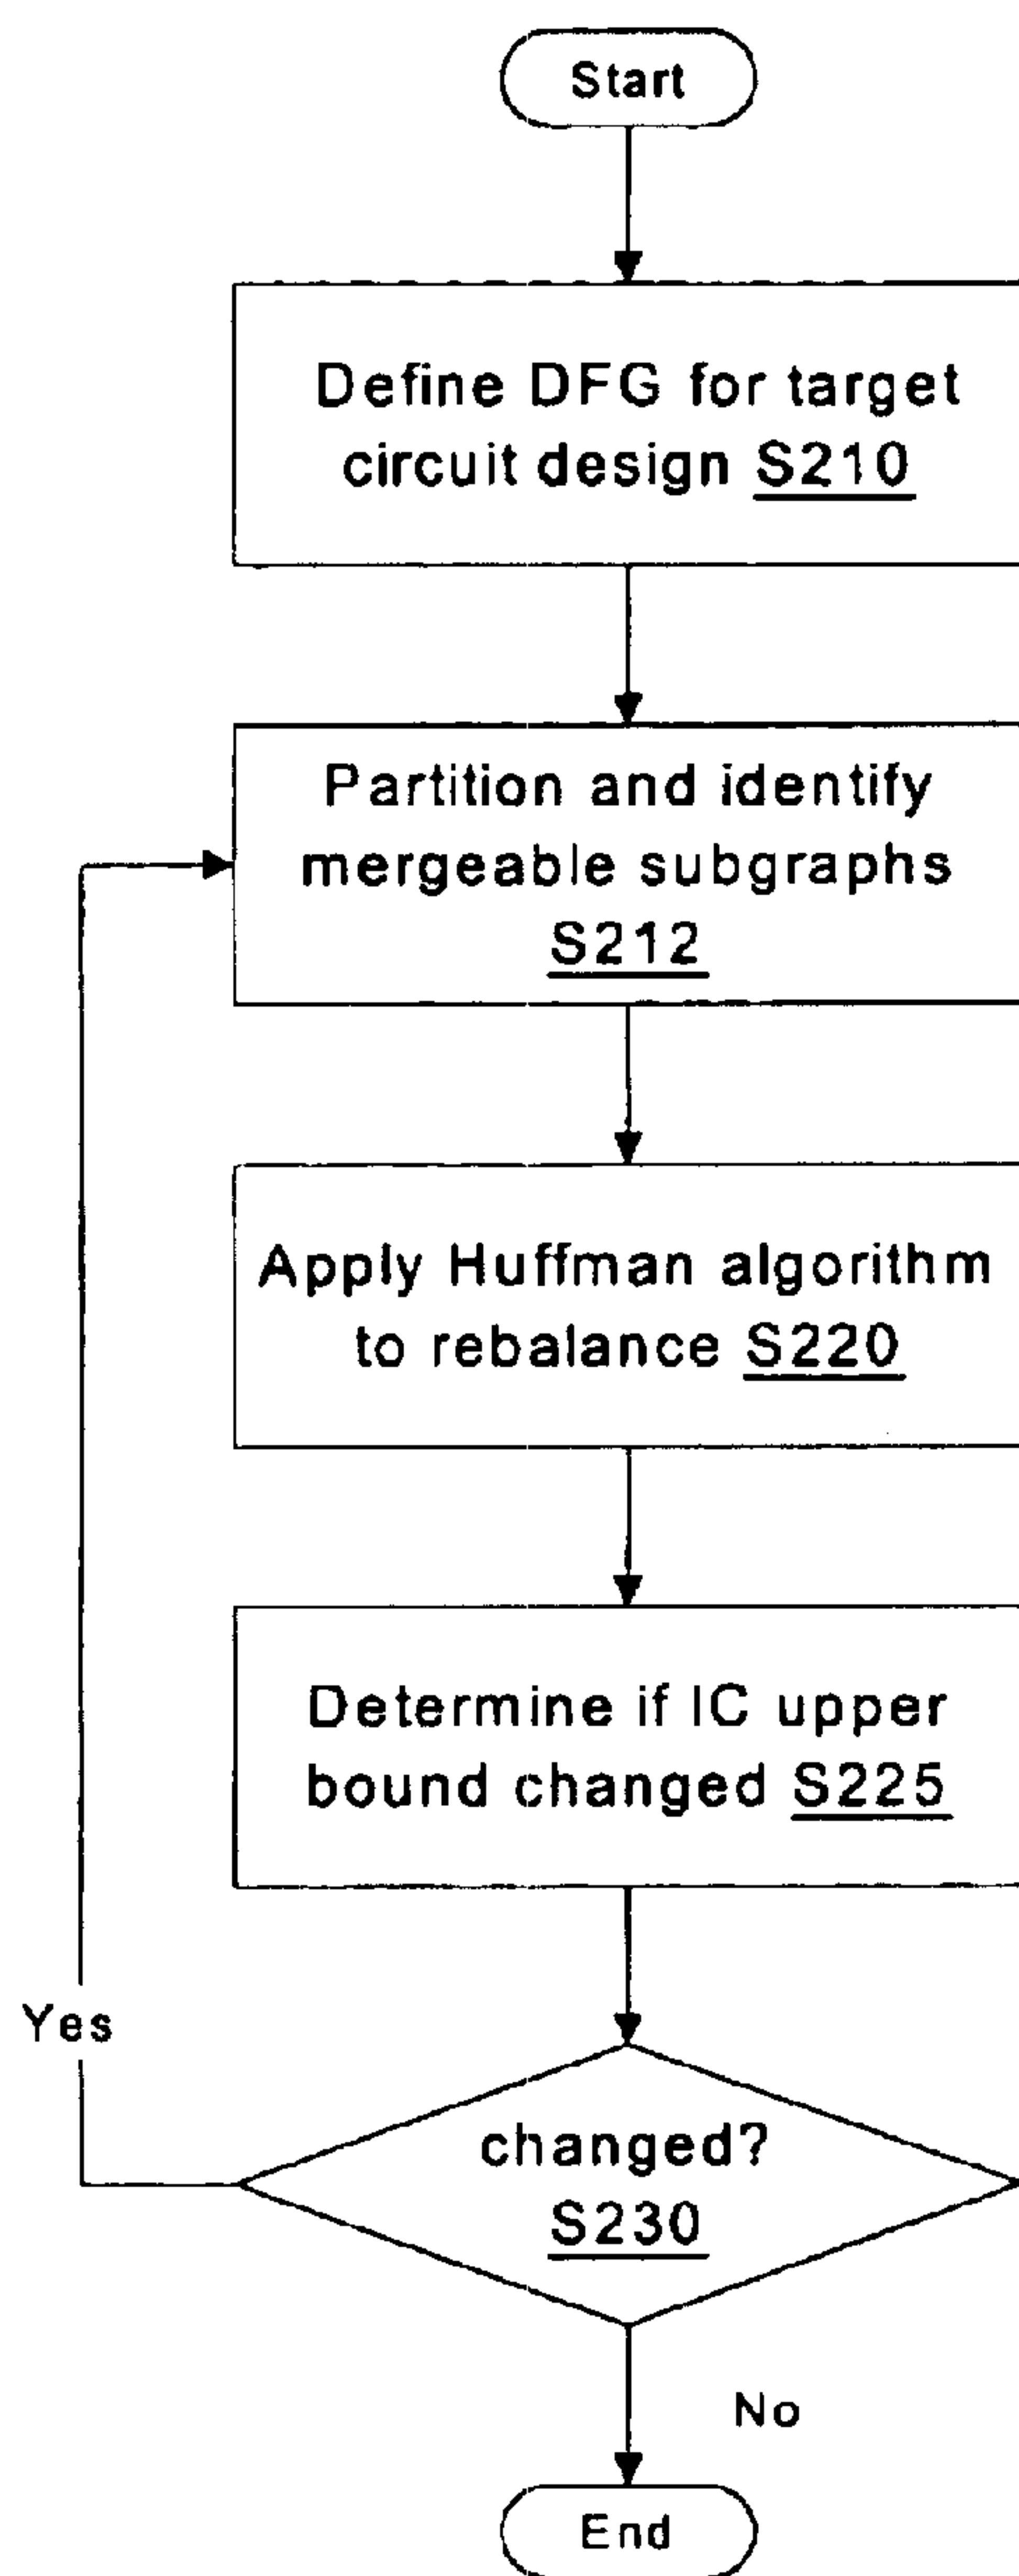 Start
Define DFG for target
circuit design S210
Partition and identify
mergeable subgraphs
S212
Apply Huffman algorithm
to rebalance S220
Determine if IC upper
bound changed S225
Yes
changed?
S230
No
End